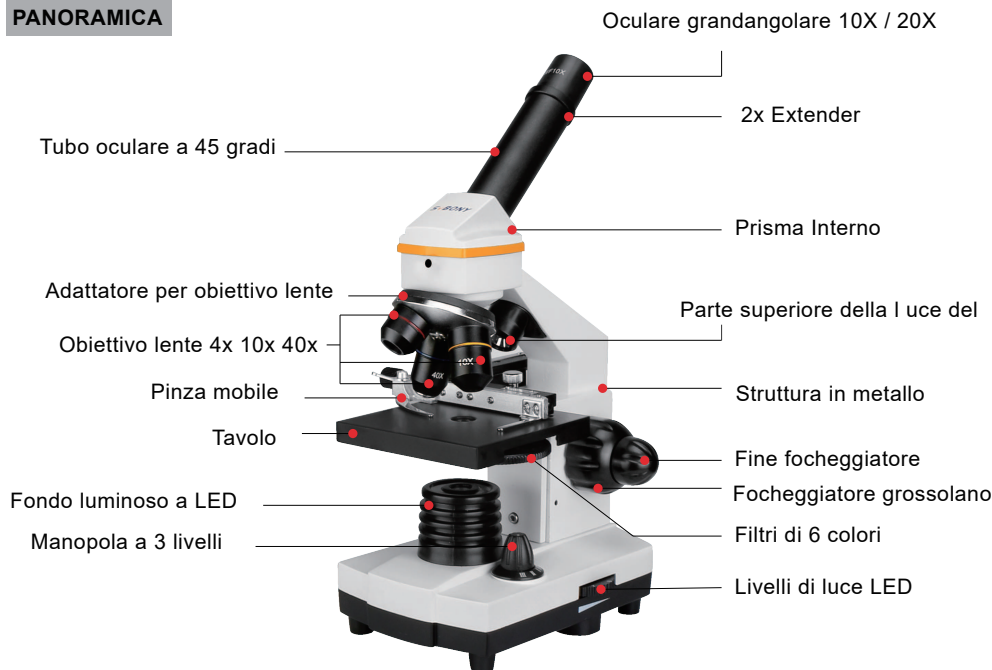 PANORAMICA
Oculare grandangolare 10X / 20X
2x Extender
Tubo oculare a 45 gradi
Prisma Interno
Adattatore per obiettivo lente
Parte superiore della l uce del
Obiettivo lente 4x 10x 40x
Pinza mobile
Struttura in metallo
Tavolo
Fine focheggiatore
Focheggiatore grossolano
Fondo luminoso a LED
Filtri di 6 colori
Manopola a 3 livelli
Livelli di luce LED
10X
40X